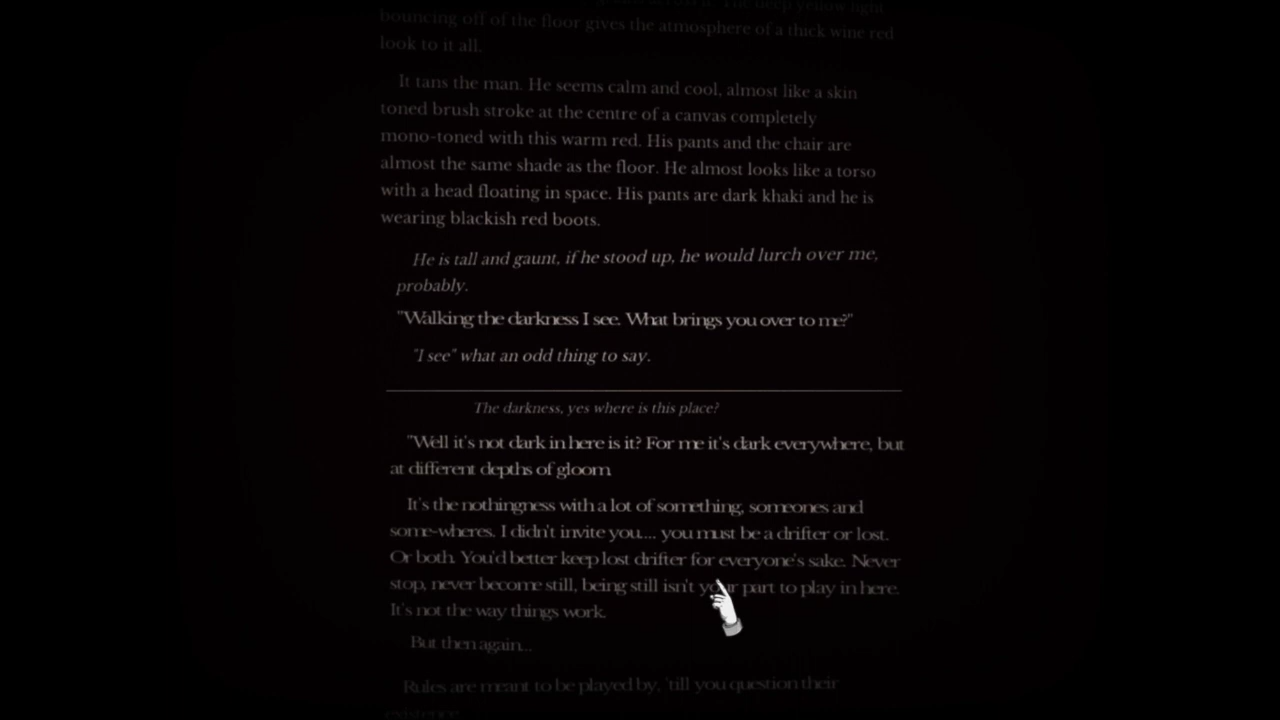 The deep yellow light
bouncing off of the floor gives the atmosphere of a thick wine red
look to it all.
It tans the man. He seems calm and cool, almost like a skin
toned brush stroke at the centre of a canvas completely
mono-toned with this warm red. His pants and the chair are
almost the same shade as the floor. He almost looks like a torso
with a head floating in space. His pants are dark khaki and he is
wearing blackish red boots.
He is tall and gaunt, if he stood up, he would lurch over me,
probably.
"Walking the darkness I see. What brings you over to me?"
"I see" what an odd thing to say.
The darkness, yes where is this place?
"Well it's not dark in here is it? For me it's dark everywhere, but
at different depths of gloom
It's the nothingness with a lot of something, someones and
some-wheres. I didn't invite you.... you must be a drifter or lost.
Or both. You'd better keep lost drifter for everyone's sake. Never
stop, never become still, being still isn't your part to play in here.
It's not the way things work.
But then again...
Rules are meant to be played by, 'till you question their
existence.